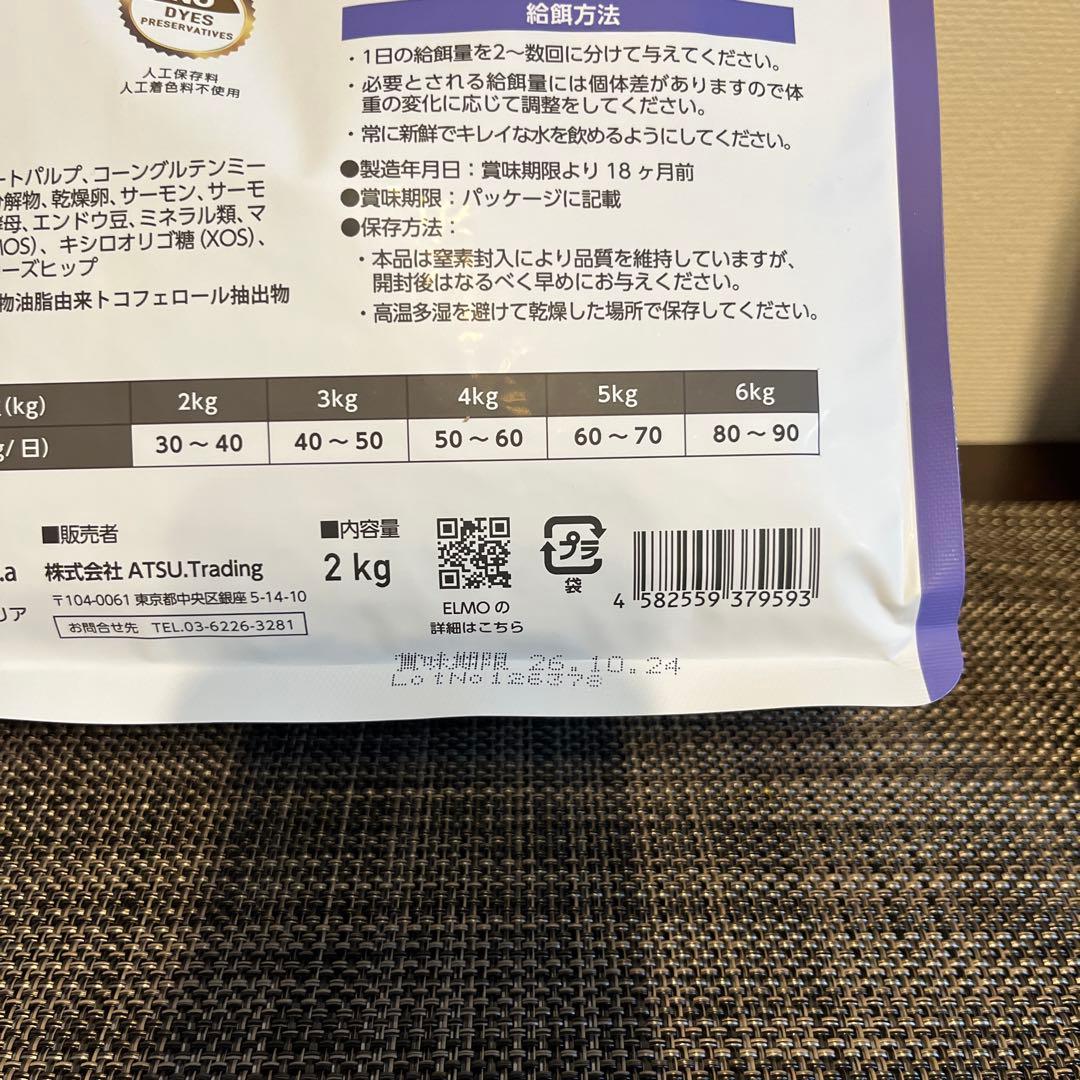 DYES
PRESERVATIVES
人工保存料
人工着色料不使用
給餌方法
・1日の給餌量を2〜数回に分けて与えてください。
・必要とされる給餌量には個体差がありますので体
重の変化に応じて調整をしてください。
・常に新鮮でキレイな水を飲めるようにしてください。
●製造年月日：賞味期限より 18 ヶ月前
●賞味期限：パッケージに記載
●保存方法：
・本品は窒素封入により品質を維持していますが、
開封後はなるべく早めにお与えください。
・高温多湿を避けて乾燥した場所で保存してください。
ートパルプ、コーングルテンミー
分解物、乾燥卵、サーモン、サーモ
母、エンドウ豆、ミネラル類、マ
OS)、キシロオリゴ糖 (XOS)、
ーズヒップ
物油脂由来トコフェロール抽出物
(kg) 2kg 3kg 4kg 5kg 6kg
g/日) 30〜40 40〜50 50〜60 60〜70 80〜90
.a
リア
■販売者
株式会社 ATSU.Trading
〒104-0061 東京都中央区銀座 5-14-10
お問合せ先 TEL.03-6226-3281
■内容量
2 kg
ELMO の
詳細はこちら
プラ
袋
4 582559 379593
賞味期限 26.10.24
LotNo126378